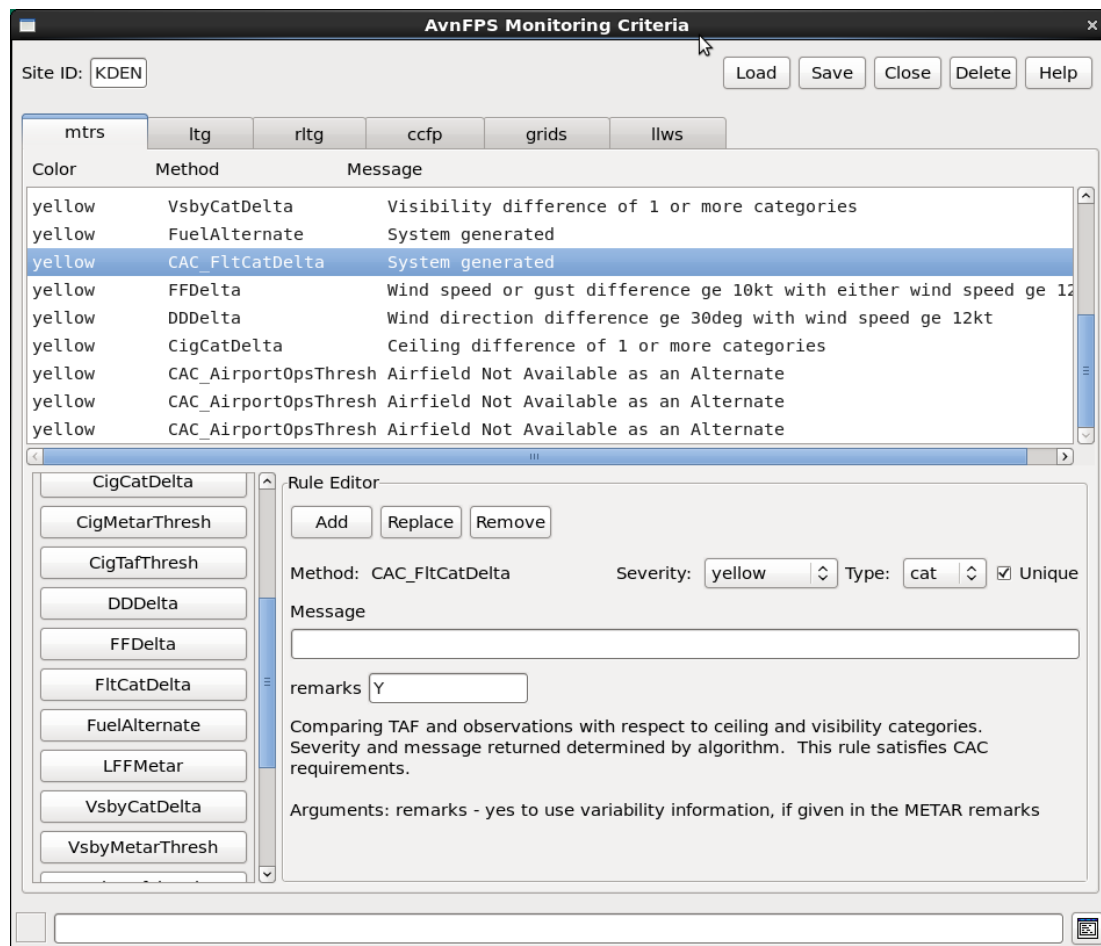 AvnFPS Monitoring Criteria
Site ID: KDEN Load Save Close Delete Help
mtrs ltg rltg ccfp grids llws
Color Method Message
yellow VsbyCatDelta Visibility difference of 1 or more categories
yellow FuelAlternate System generated
yellow CAC_FltCatDelta System generated
yellow FFDelta Wind speed or gust difference ge 10kt with either wind speed ge 12
yellow DDDelta Wind direction difference ge 30deg with wind speed ge 12kt
yellow CigCatDelta Ceiling difference of 1 or more categories
yellow CAC_AirportOpsThresh Airfield Not Available as an Alternate
yellow CAC_AirportOpsThresh Airfield Not Available as an Alternate
yellow CAC_AirportOpsThresh Airfield Not Available as an Alternate
CigCatDelta
CigMetarThresh
CigTafThresh
DDDelta
FFDelta
FltCatDelta
FuelAlternate
LFFMetar
VsbyCatDelta
VsbyMetarThresh
Rule Editor
Add Replace Remove
Method: CAC_FltCatDelta Severity: yellow Type: cat Unique
Message
remarks Y
Comparing TAF and observations with respect to ceiling and visibility categories.
Severity and message returned determined by algorithm. This rule satisfies CAC
requirements.
Arguments: remarks - yes to use variability information, if given in the METAR remarks